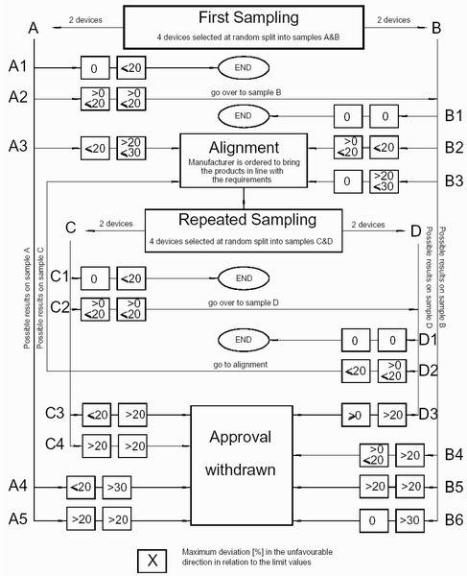 A 2 devices First Sampling 2 devices B
4 devices selected at random split into samples A&B
A1 0 ⩽20 END
A2 >0 ⩽20 >0 ⩽20 go over to sample B
END 0 0 B1
A3 ⩽20 >20 ⩽30 Alignment >0 ⩽20 ⩽20 B2
Manufacturer is ordered to bring
the products in line with
the requirements
0 >20 ⩽30 B3
C 2 devices Repeated Sampling 2 devices D
4 devices selected at random split into samples C&D
Possible results on sample A
Possible results on sample C
Possible results on sample B
Possible results on sample D
C1 0 ⩽20 END
C2 >0 ⩽20 >0 ⩽20 go over to sample D
END 0 0 D1
go to alignment ⩽20 >0 ⩽20 D2
C3 ⩽20 >20 ⩾0 >20 D3
C4 >20 >20 Approval
withdrawn
>0 ⩽20 >20 B4
A4 ⩽20 >30 >20 >20 B5
A5 >20 >20 0 >30 B6
X Maximum deviation [%] in the unfavourable
direction in relation to the limit values